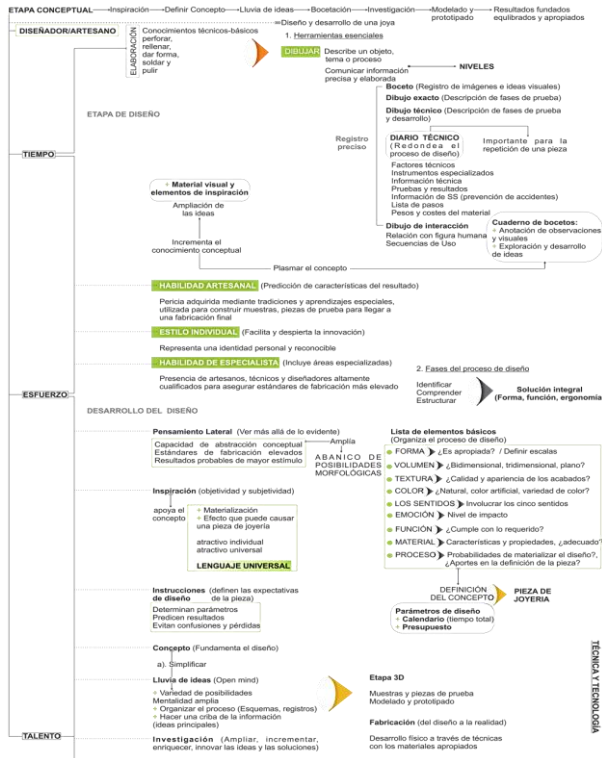 ETAPA CONCEPTUAL Inspiración Definir Concepto Lluvia de ideas Bocetación Investigación Modelado y prototipado Resultados fundados equlibrados y apropiados
DISEÑADOR/ARTESANO
Diseño y desarrollo de una joya
ELABORACIÓN
Conocimientos técnicos-básicos
perforar,
rellenar,
dar forma,
soldar y
pulir
1. Herramientas esenciales
DIBUJAR
Describe un objeto,
tema o proceso
Comunicar información
precisa y elaborada
NIVELES
Boceto (Registro de imágenes e ideas visuales)
Dibujo exacto (Descripción de fases de prueba)
Dibujo técnico (Descripción de fases de prueba
y desarrollo)
ETAPA DE DISEÑO
Registro
preciso
DIARIO TÉCNICO
(Redondea el
proceso de diseño)
Importante para la
repetición de una pieza
TIEMPO
Factores técnicos
Instrumentos especializados
Información técnica
Pruebas y resultados
Información de SS (prevención de accidentes)
Lista de pasos
Pesos y costes del material
+ Material visual y
elementos de inspiración
Ampliación de
las ideas
Incrementa el
conocimiento conceptual
Dibujo de interacción
Relación con figura humana
Secuencias de Uso
Cuaderno de bocetos:
+ Anotación de observaciones
y visuales
+ Exploración y desarrollo
de ideas
Plasmar el concepto
HABILIDAD ARTESANAL (Predicción de características del resultado)
Pericia adquirida mediante tradiciones y aprendizajes especiales,
utilizada para construir muestras, piezas de prueba para llegar a
una fabricación final
ESTILO INDIVIDUAL (Facilita y despierta la innovación)
Representa una identidad personal y reconocible
HABILIDAD DE ESPECIALISTA (Incluye áreas especializadas)
Presencia de artesanos, técnicos y diseñadores altamente
cualificados para asegurar estándares de fabricación más elevado
2. Fases del proceso de diseño
Identificar
Comprender
Estructurar
Solución integral
(Forma, función, ergonomía)
ESFUERZO
DESARROLLO DEL DISEÑO
Pensamiento Lateral (Ver más allá de lo evidente)
Capacidad de abstracción conceptual
Estándares de fabricación elevados
Resultados probables de mayor estímulo
Amplía
ABANICO DE
POSIBILIDADES
MORFOLÓGICAS
Lista de elementos básicos
(Organiza el proceso de diseño)
FORMA ¿Es apropiada? / Definir escalas
VOLUMEN ¿Bidimensional, tridimensional, plano?
TEXTURA ¿Calidad y apariencia de los acabados?
COLOR ¿Natural, color artificial, variedad de color?
LOS SENTIDOS Involucrar los cinco sentidos
EMOCIÓN Nivel de impacto
FUNCIÓN ¿Cumple con lo requerido?
MATERIAL Características y propiedades, ¿adecuado?
PROCESO Probabilidades de materializar el diseño?,
¿Aportes en la definición de la pieza?
Inspiración (objetividad y subjetividad)
apoya el
concepto
+ Materialización
+ Efecto que puede causar
una pieza de joyería
atractivo individual
atractivo universal
LENGUAJE UNIVERSAL
DEFINICIÓN
DEL CONCEPTO
PIEZA DE
JOYERIA
Parámetros de diseño
+ Calendario (tiempo total)
+ Presupuesto
Instrucciones (definen las expectativas
de diseño de la pieza)
Determinan parámetros
Predicen resultados
Evitan confusiones y pérdidas
Concepto (Fundamenta el diseño)
a). Simplificar
Lluvia de ideas (Open mind)
+ Variedad de posibilidades
Mentalidad amplia
+ Organizar el proceso (Esquemas, registros)
+ Hacer una criba de la información
(ideas principales)
Etapa 3D
Muestras y piezas de prueba
Modelado y prototipado
Fabricación (del diseño a la realidad)
Desarrollo físico a través de técnicas
con los materiales apropiados
TALENTO
Investigación (Ampliar, incrementar,
enriquecer, innovar las ideas y las soluciones)
TÉCNICA Y TECNOLOGÍA